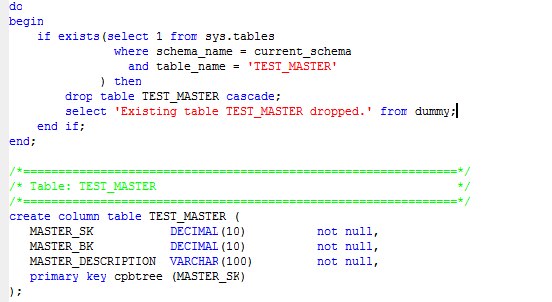 do
begin
    if exists(select 1 from sys.tables
               where schema_name = current_schema
                 and table_name = 'TEST_MASTER'
             ) then
        drop table TEST_MASTER cascade;
        select 'Existing table TEST_MASTER dropped.' from dummy;
    end if;
end;

/*==============================================================*/
/* Table: TEST_MASTER                                           */
/*==============================================================*/
create column table TEST_MASTER (
   MASTER_SK           DECIMAL(10)          not null,
   MASTER_BK           DECIMAL(10)          not null,
   MASTER_DESCRIPTION  VARCHAR(100)         not null,
   primary key cpbtree (MASTER_SK)
);